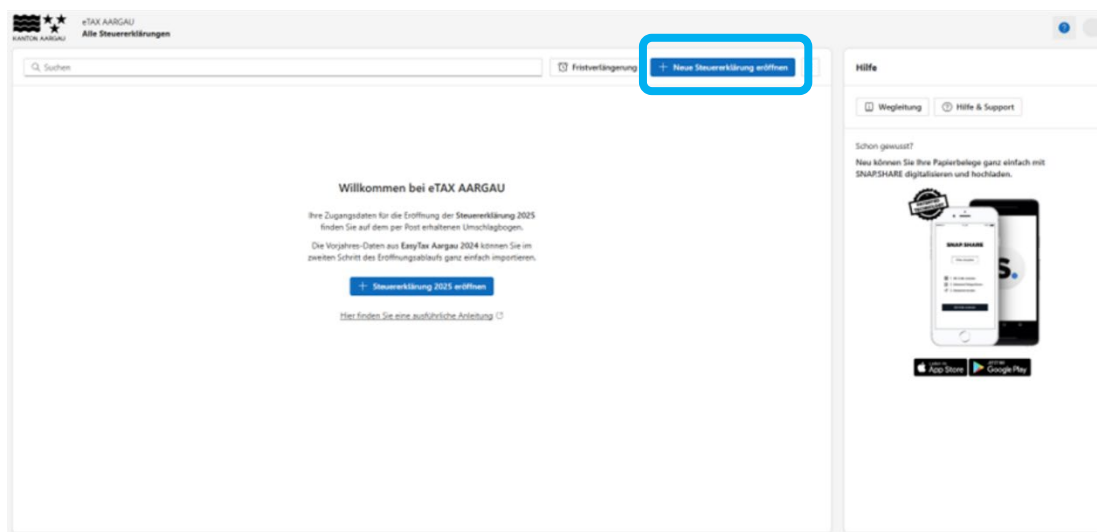 eTAX AARGAU
Alle Steuererklärungen
KANTON AARGAU
Suchen
Fristverlängerung
+ Neue Steuererklärung eröffnen
Hilfe
Wegleitung
Hilfe & Support
Schon gewusst?
Neu können Sie Ihre Papierbelege ganz einfach mit
SNAP.SHARE digitalisieren und hochladen.
SNAP.SHARE
Willkommen bei eTAX AARGAU
Ihre Zugangsdaten für die Eröffnung der Steuererklärung 2025
finden Sie auf dem per Post erhaltenen Umschlagbogen.
Die Vorjahres-Daten aus EasyTax Aargau 2024 können Sie im
zweiten Schritt des Eröffnungsablaufs ganz einfach importieren.
+ Steuererklärung 2025 eröffnen
Hier finden Sie eine ausführliche Anleitung
App Store
Google Play